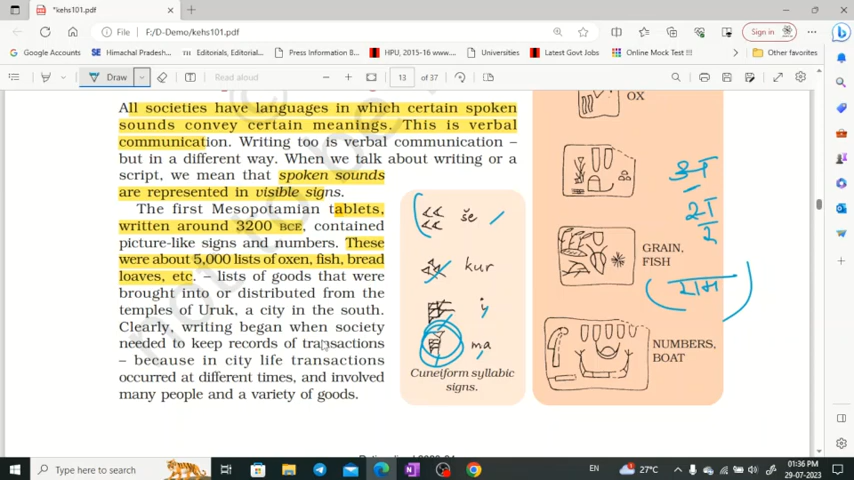 *kehs101.pdf
File
D:/D-Demo/kehs101.pdf
Sign in
Google Accounts
Himachal Pradesh
Editorials, Editorial...
Press Information B...
HPU, 2015-16 www....
Universities
Latest Govt Jobs
Online Mock Test !!!
Other favorites
Draw
Read aloud
13 of 37
All societies have languages in which certain spoken
sounds convey certain meanings. This is verbal
communication. Writing too is verbal communication –
but in a different way. When we talk about writing or a
script, we mean that spoken sounds
are represented in visible signs.
The first Mesopotamian tablets,
written around 3200 BCE, contained
picture-like signs and numbers. These
were about 5,000 lists of oxen, fish, bread
loaves, etc. – lists of goods that were
brought into or distributed from the
temples of Uruk, a city in the south.
Clearly, writing began when society
needed to keep records of transactions
– because in city life transactions
occurred at different times, and involved
many people and a variety of goods.
še
kur
i
ma
Cuneiform syllabic
signs.
OX
GRAIN,
FISH
NUMBERS,
BOAT
राम
Type here to search
EN
27°C
01:36 PM
29-07-2023